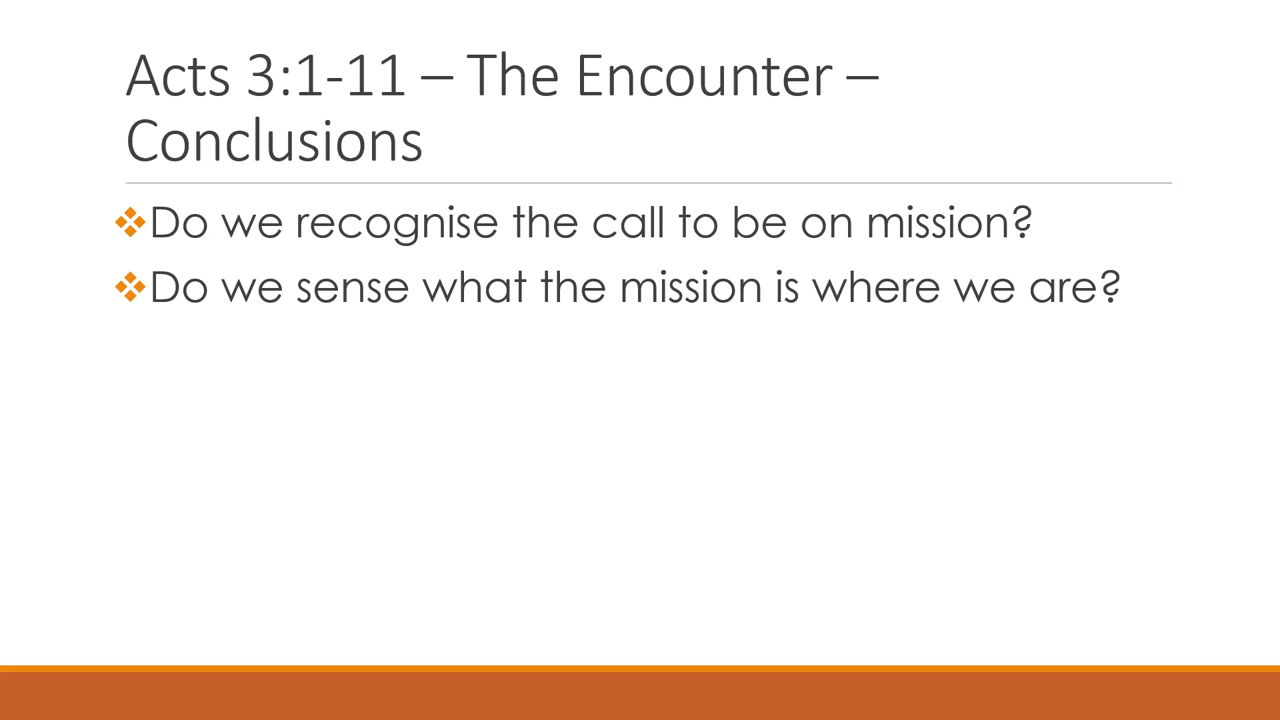 Acts 3:1-11 – The Encounter –
Conclusions
❖Do we recognise the call to be on mission?
❖Do we sense what the mission is where we are?